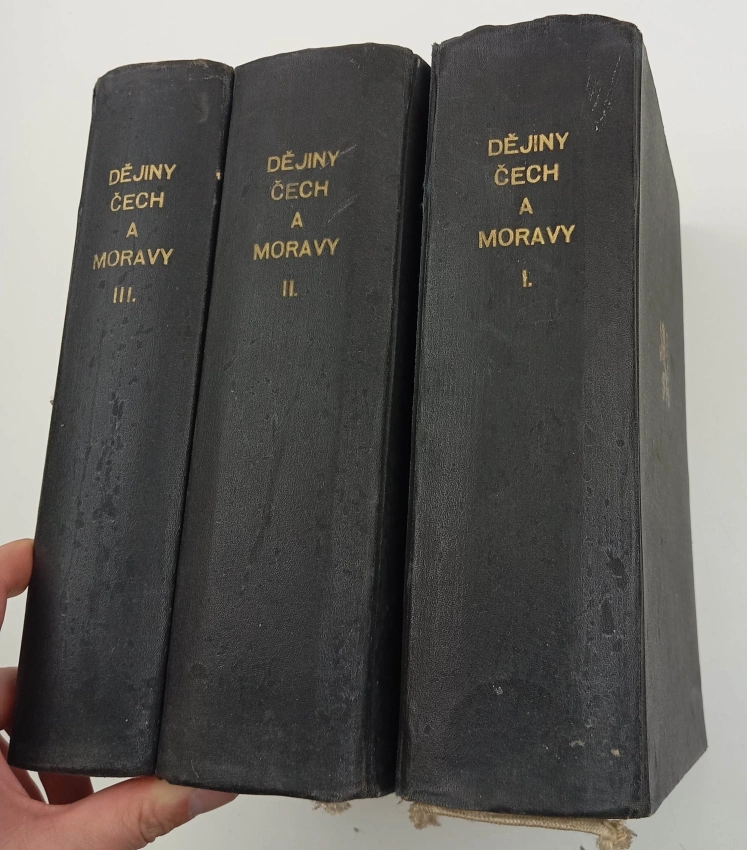 DĚJINY
ČECH
A
MORAVY
III.
DĚJINY
ČECH
A
MORAVY
II.
DĚJINY
ČECH
A
MORAVY
I.